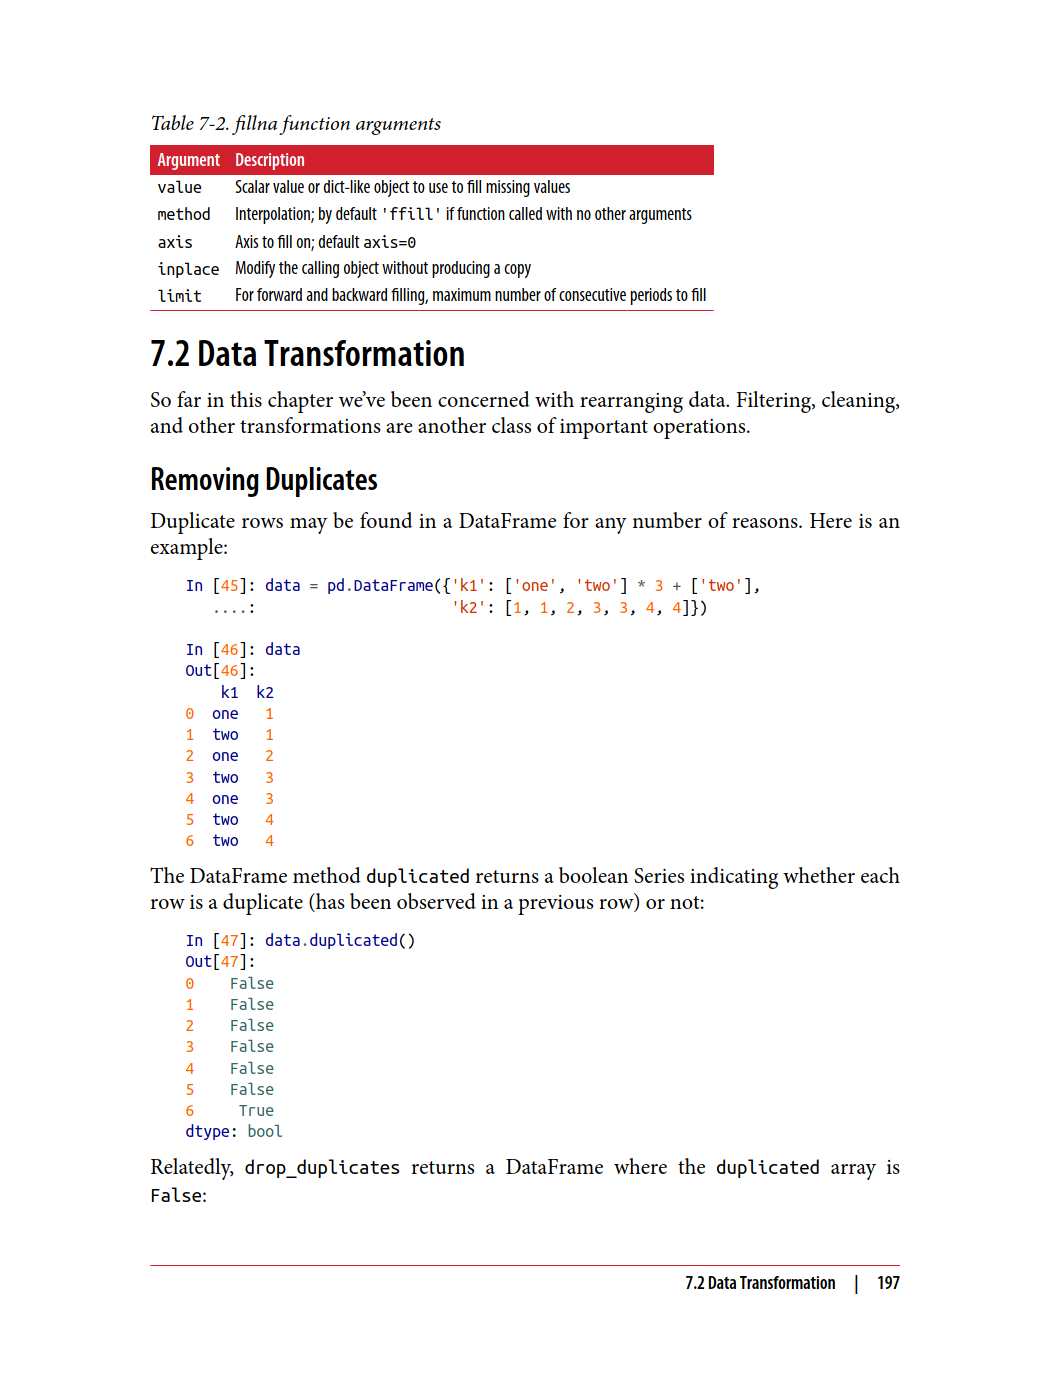 Table 7-2. fillna function arguments
Argument Description
value Scalar value or dict-like object to use to fill missing values
method Interpolation; by default 'ffill' if function called with no other arguments
axis Axis to fill on; default axis=0
inplace Modify the calling object without producing a copy
limit For forward and backward filling, maximum number of consecutive periods to fill
7.2 Data Transformation
So far in this chapter we’ve been concerned with rearranging data. Filtering, cleaning,
and other transformations are another class of important operations.
Removing Duplicates
Duplicate rows may be found in a DataFrame for any number of reasons. Here is an
example:
In [45]: data = pd.DataFrame({'k1': ['one', 'two'] * 3 + ['two'],
....: 'k2': [1, 1, 2, 3, 3, 4, 4]})
In [46]: data
Out[46]:
k1 k2
0 one 1
1 two 1
2 one 2
3 two 3
4 one 3
5 two 4
6 two 4
The DataFrame method duplicated returns a boolean Series indicating whether each
row is a duplicate (has been observed in a previous row) or not:
In [47]: data.duplicated()
Out[47]:
0 False
1 False
2 False
3 False
4 False
5 False
6 True
dtype: bool
Relatedly, drop_duplicates returns a DataFrame where the duplicated array is
False:
7.2 Data Transformation | 197